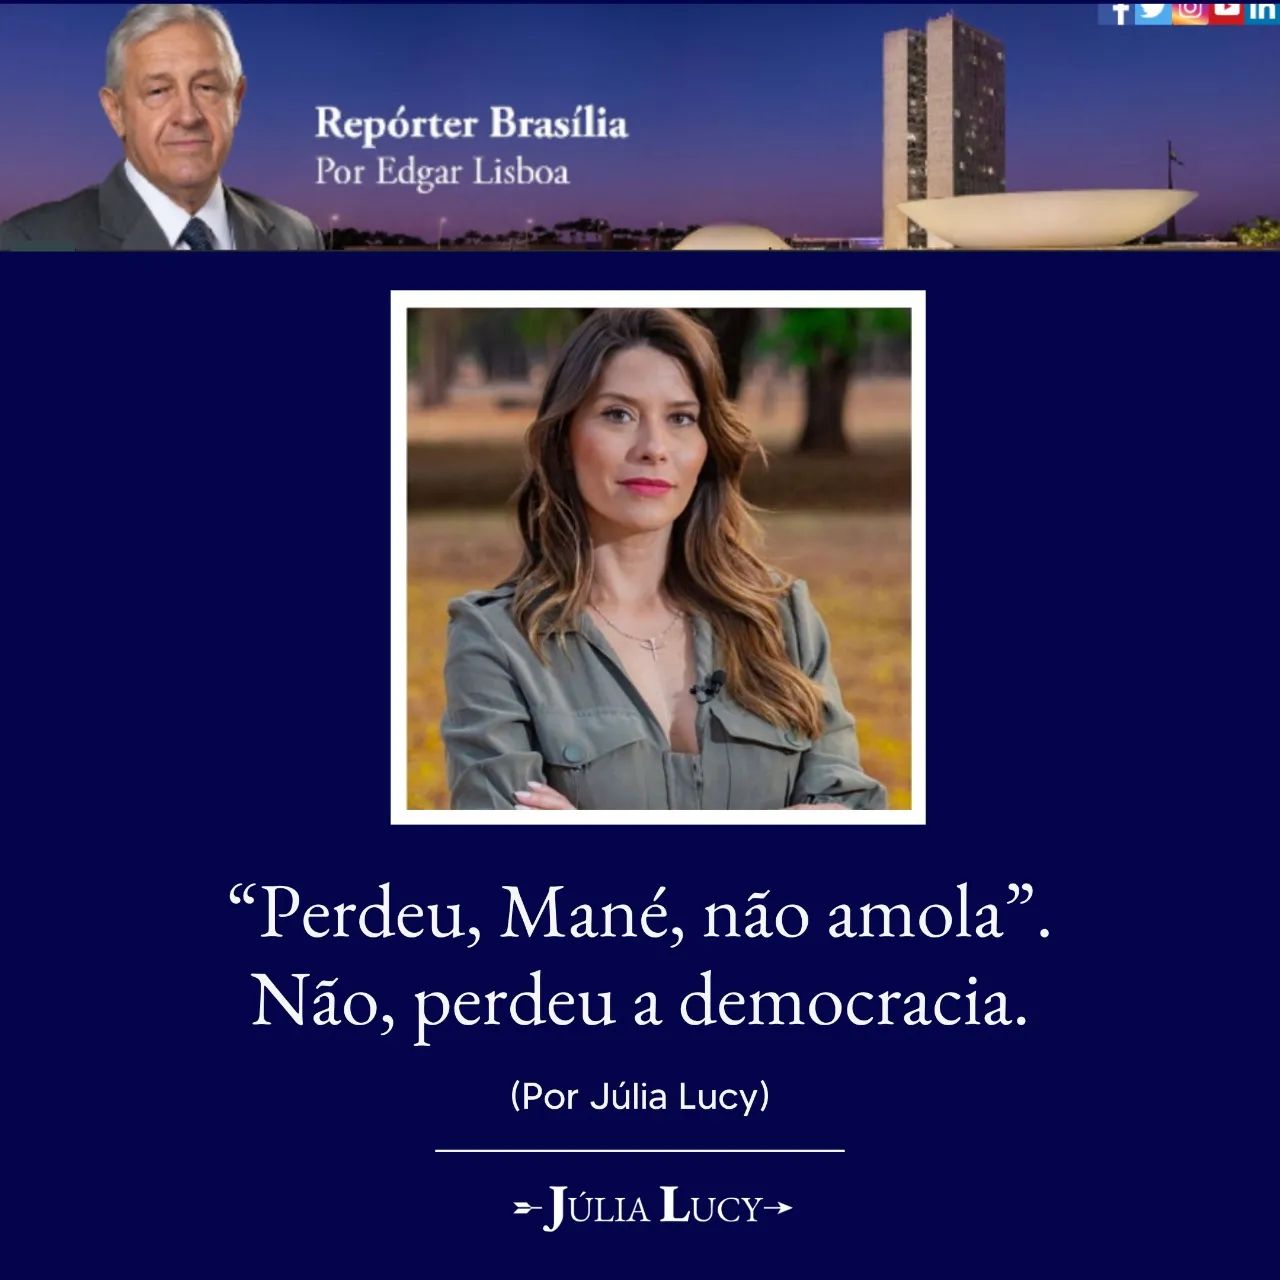 Repórter Brasília
Por Edgar Lisboa
“Perdeu, Mané, não amola”.
Não, perdeu a democracia.
(Por Júlia Lucy)
JÚLIA LUCY